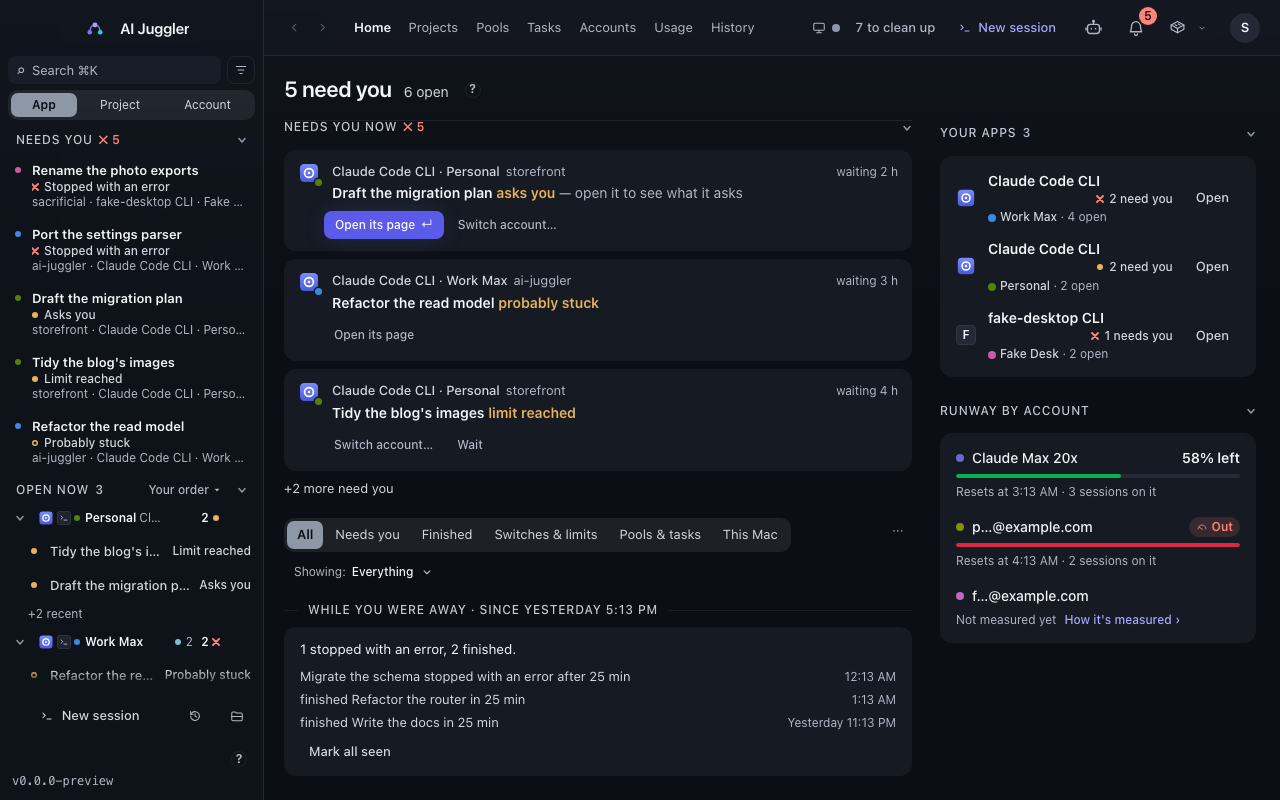 AI Juggler
Search ⌘K
App Project Account
NEEDS YOU 5
Rename the photo exports
Stopped with an error
sacrificial · fake-desktop CLI · Fake ...
Port the settings parser
Stopped with an error
ai-juggler · Claude Code CLI · Work ...
Draft the migration plan
Asks you
storefront · Claude Code CLI · Perso...
Tidy the blog's images
Limit reached
storefront · Claude Code CLI · Perso...
Refactor the read model
Probably stuck
ai-juggler · Claude Code CLI · Work ...
OPEN NOW 3 Your order
Personal Cl... 2
Tidy the blog's i... Limit reached
Draft the migration p... Asks you
+2 recent
Work Max 2 2
Refactor the re... Probably stuck
New session
?
v0.0.0-preview
Home Projects Pools Tasks Accounts Usage History 7 to clean up New session 5 S
5 need you 6 open ?
NEEDS YOU NOW 5
Claude Code CLI · Personal storefront waiting 2 h
Draft the migration plan asks you — open it to see what it asks
Open its page ↵ Switch account...
Claude Code CLI · Work Max ai-juggler waiting 3 h
Refactor the read model probably stuck
Open its page
Claude Code CLI · Personal storefront waiting 4 h
Tidy the blog's images limit reached
Switch account... Wait
+2 more need you
All Needs you Finished Switches & limits Pools & tasks This Mac ...
Showing: Everything
WHILE YOU WERE AWAY · SINCE YESTERDAY 5:13 PM
1 stopped with an error, 2 finished.
Migrate the schema stopped with an error after 25 min 12:13 AM
finished Refactor the router in 25 min 1:13 AM
finished Write the docs in 25 min Yesterday 11:13 PM
Mark all seen
YOUR APPS 3
Claude Code CLI
2 need you Open
Work Max · 4 open
Claude Code CLI
2 need you Open
Personal · 2 open
F fake-desktop CLI
1 needs you Open
Fake Desk · 2 open
RUNWAY BY ACCOUNT
Claude Max 20x 58% left
Resets at 3:13 AM · 3 sessions on it
p...@example.com Out
Resets at 4:13 AM · 2 sessions on it
f...@example.com
Not measured yet How it's measured ›